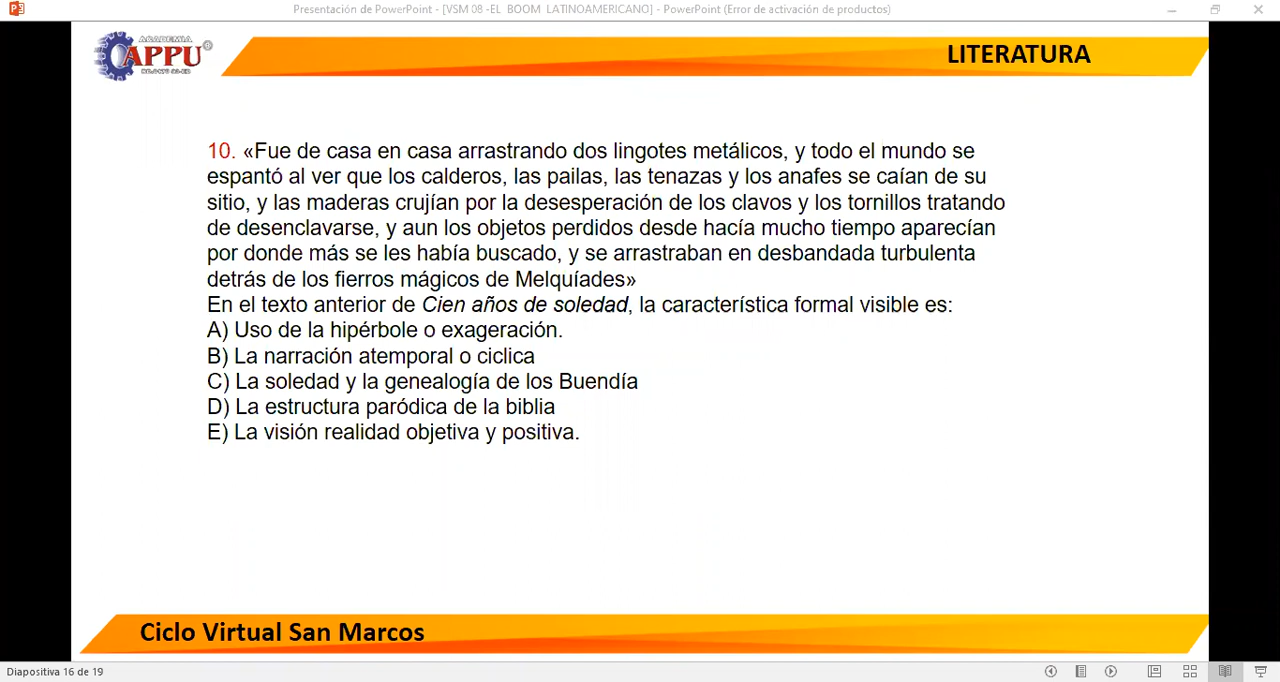 Presentación de PowerPoint - [VSM 08 -EL BOOM LATINOAMERICANO] - PowerPoint (Error de activación de productos)
ACADEMIA
APPU
LITERATURA
10. «Fue de casa en casa arrastrando dos lingotes metálicos, y todo el mundo se
espantó al ver que los calderos, las pailas, las tenazas y los anafes se caían de su
sitio, y las maderas crujían por la desesperación de los clavos y los tornillos tratando
de desenclavarse, y aun los objetos perdidos desde hacía mucho tiempo aparecían
por donde más se les había buscado, y se arrastraban en desbandada turbulenta
detrás de los fierros mágicos de Melquíades»
En el texto anterior de Cien años de soledad, la característica formal visible es:
A) Uso de la hipérbole o exageración.
B) La narración atemporal o ciclica
C) La soledad y la genealogía de los Buendía
D) La estructura paródica de la biblia
E) La visión realidad objetiva y positiva.
Ciclo Virtual San Marcos
Diapositiva 16 de 19